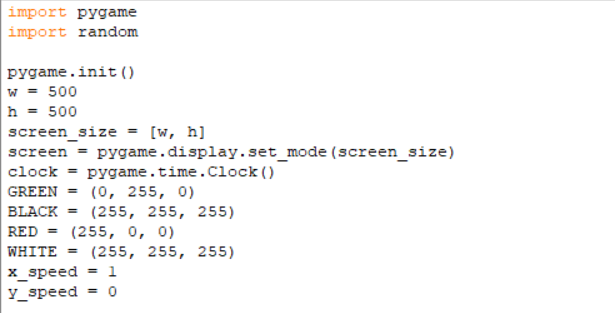 import pygame
import random

pygame.init()
w = 500
h = 500
screen_size = [w, h]
screen = pygame.display.set_mode(screen_size)
clock = pygame.time.Clock()
GREEN = (0, 255, 0)
BLACK = (255, 255, 255)
RED = (255, 0, 0)
WHITE = (255, 255, 255)
x_speed = 1
y_speed = 0